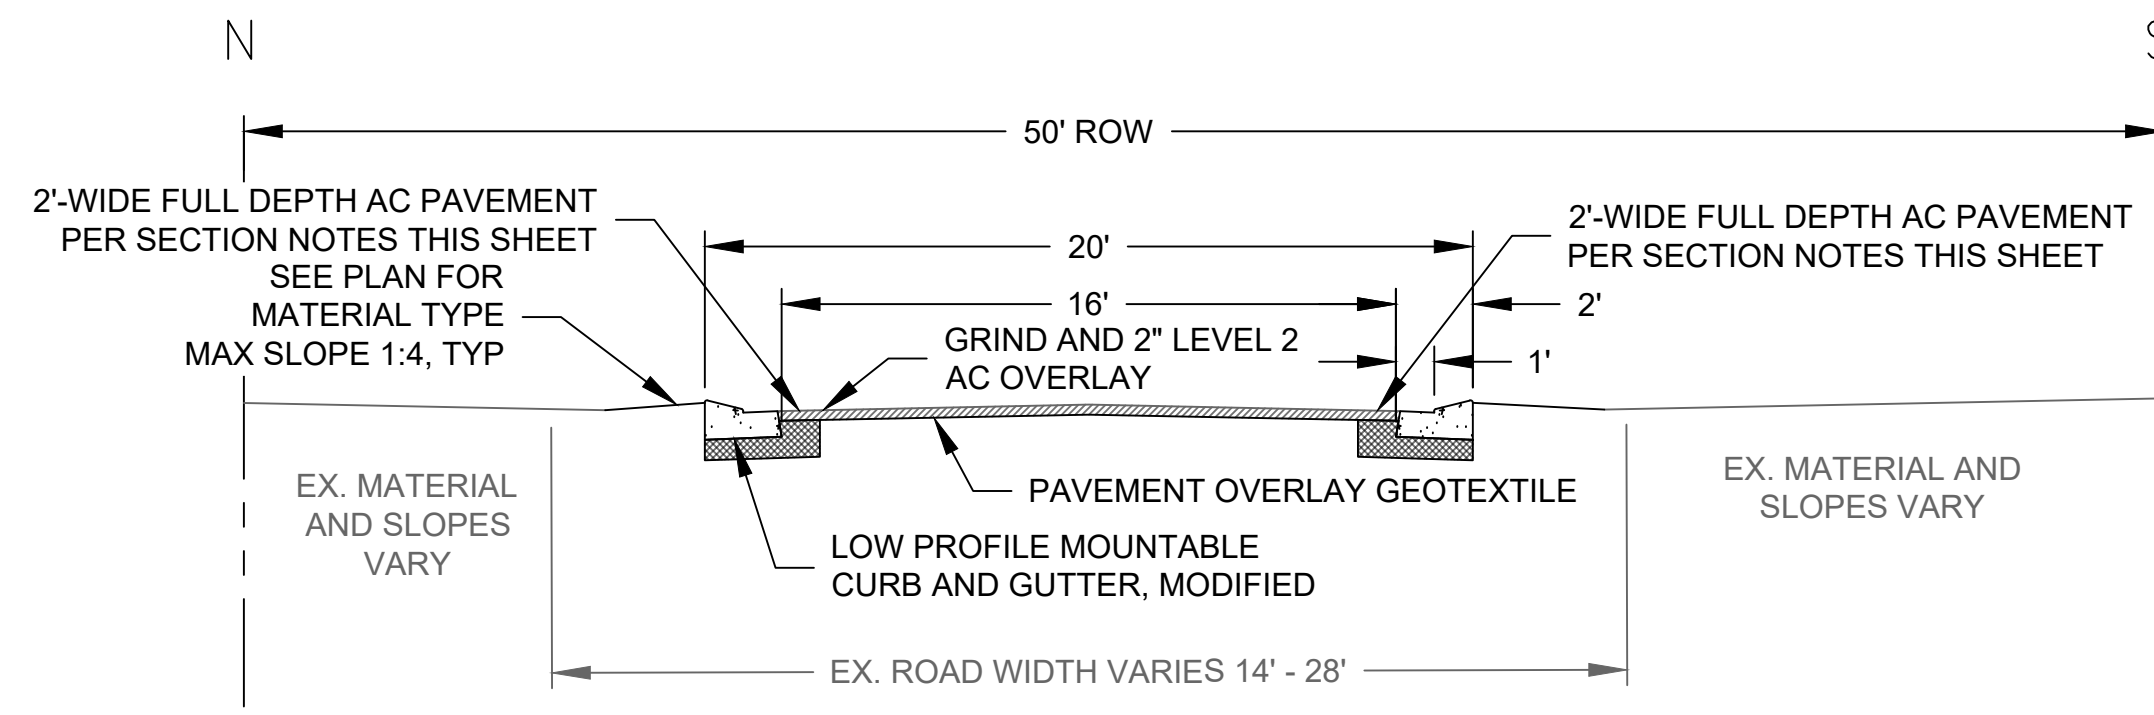 N
S
50' ROW
2'-WIDE FULL DEPTH AC PAVEMENT
PER SECTION NOTES THIS SHEET
SEE PLAN FOR
MATERIAL TYPE
MAX SLOPE 1:4, TYP
20'
2'-WIDE FULL DEPTH AC PAVEMENT
PER SECTION NOTES THIS SHEET
16'
2'
GRIND AND 2" LEVEL 2
AC OVERLAY
1'
EX. MATERIAL
AND SLOPES
VARY
PAVEMENT OVERLAY GEOTEXTILE
EX. MATERIAL AND
SLOPES VARY
LOW PROFILE MOUNTABLE
CURB AND GUTTER, MODIFIED
EX. ROAD WIDTH VARIES 14' - 28'